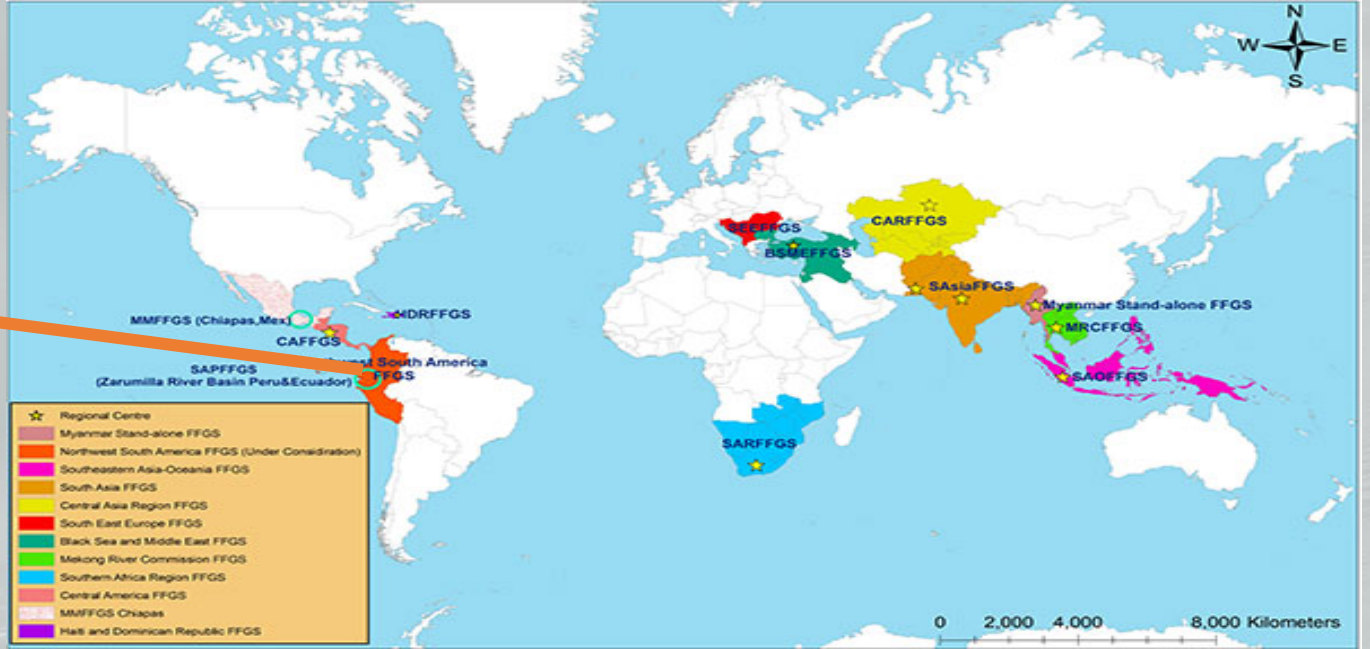 N
W E
S
CARFFGS
SEEFFGS
BSMEFFGS
SAsiaFFGS
Myanmar Stand-alone FFGS
MMFFGS (Chiapas,Mex)
HDRFFGS
MRCFFGS
CAFFGS
west South America
FFGS
SAPFFGS
(Zarumilla River Basin Peru&Ecuador)
SAOFFGS
SARFFGS
Regional Centre
Myanmar Stand-alone FFGS
Northwest South America FFGS (Under Considiration)
Southeastern Asia-Oceania FFGS
South Asia FFGS
Central Asia Region FFGS
South East Europe FFGS
Black Sea and Middle East FFGS
Mekong River Commission FFGS
Southern Africa Region FFGS
Central America FFGS
MMFFGS Chiapas
Haiti and Dominican Republic FFGS
0 2,000 4,000 8,000 Kilometers